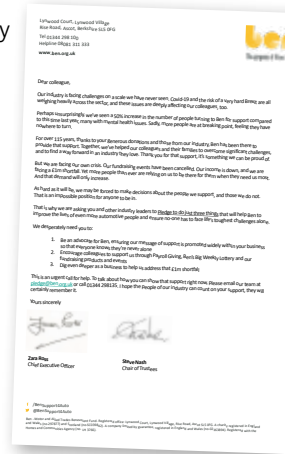 y
Lynwood Court, Lynwood Village
Rise Road, Ascot, Berkshire SL5 0FG
Tel 01344 298 100
Helpline 08081 311 333
www.ben.org.uk
ben
Dear colleague,
Our industry is facing challenges on a scale we have never seen. Covid-19 and the risk of a Very Hard Brexit are all
weighing heavily across the sector, and these issues are deeply affecting our colleagues, too.
Perhaps unsurprisingly, we've seen a 50% increase in the number of people turning to Ben for support compared
to this time last year, many with mental health issues. Sadly, more people are at breaking point, feeling they have
nowhere to turn.
For over 115 years, thanks to your generous donations and those from our industry, Ben has been there to
provide that support. Together, we've helped our colleagues and their families to overcome significant challenges,
and to find a way forward in an industry they love. Thank you for that support, it's something we can be proud of.
But we are facing our own crisis. Our fundraising events have been cancelled. Our income is down, and we are
facing a £1m shortfall. Yet more people than ever are relying on us to be there for them when they need us most.
And that demand will only increase.
As hard as it will be, we may be forced to make decisions about the people we support, and those we do not.
That is an impossible position for anyone to be in.
That is why we are asking you and other industry leaders to Pledge to do just three things that will help Ben to
improve the lives of even more automotive people and ensure no-one has to face life's toughest challenges alone.
We desperately need you to:
1. Be an advocate for Ben, ensuring our message of support is promoted widely within your business
so that everyone knows they're never alone
2. Encourage colleagues to support us through Payroll Giving, Ben's Big Weekly Lottery and our
fundraising products and events
3. Dig even deeper as a business to help us address that £1m shortfall
This is an urgent call for help. To talk about how you can show that support right now, Please email our team at
pledge@ben.org.uk or call 01344 298135. I hope the people of our industry can count on your support, they will
certainly remember it.
Yours sincerely
Zara Ross
Chief Executive Officer
Steve Nash
Chair of Trustees
/BenSupport4Auto
@BenSupport4Auto